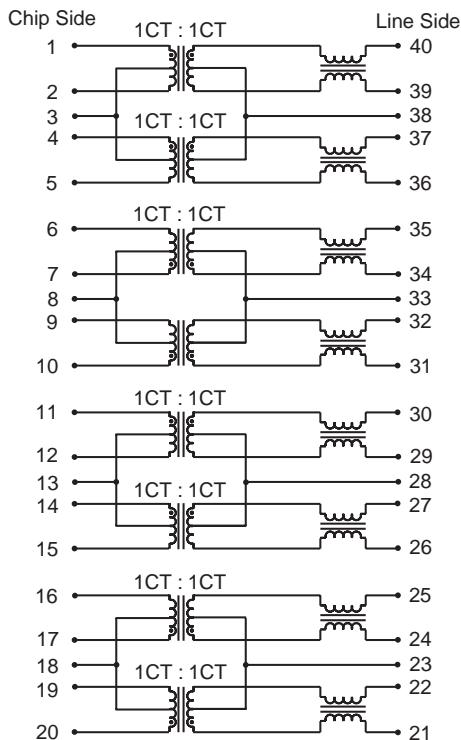 Chip Side Line Side
1CT : 1CT
1 40
2 39
3 38
1CT : 1CT
4 37
5 36
1CT : 1CT
6 35
7 34
8 33
9 32
10 31
1CT : 1CT
11 30
12 29
13 28
1CT : 1CT
14 27
15 26
1CT : 1CT
16 25
17 24
18 23
1CT : 1CT
19 22
20 21